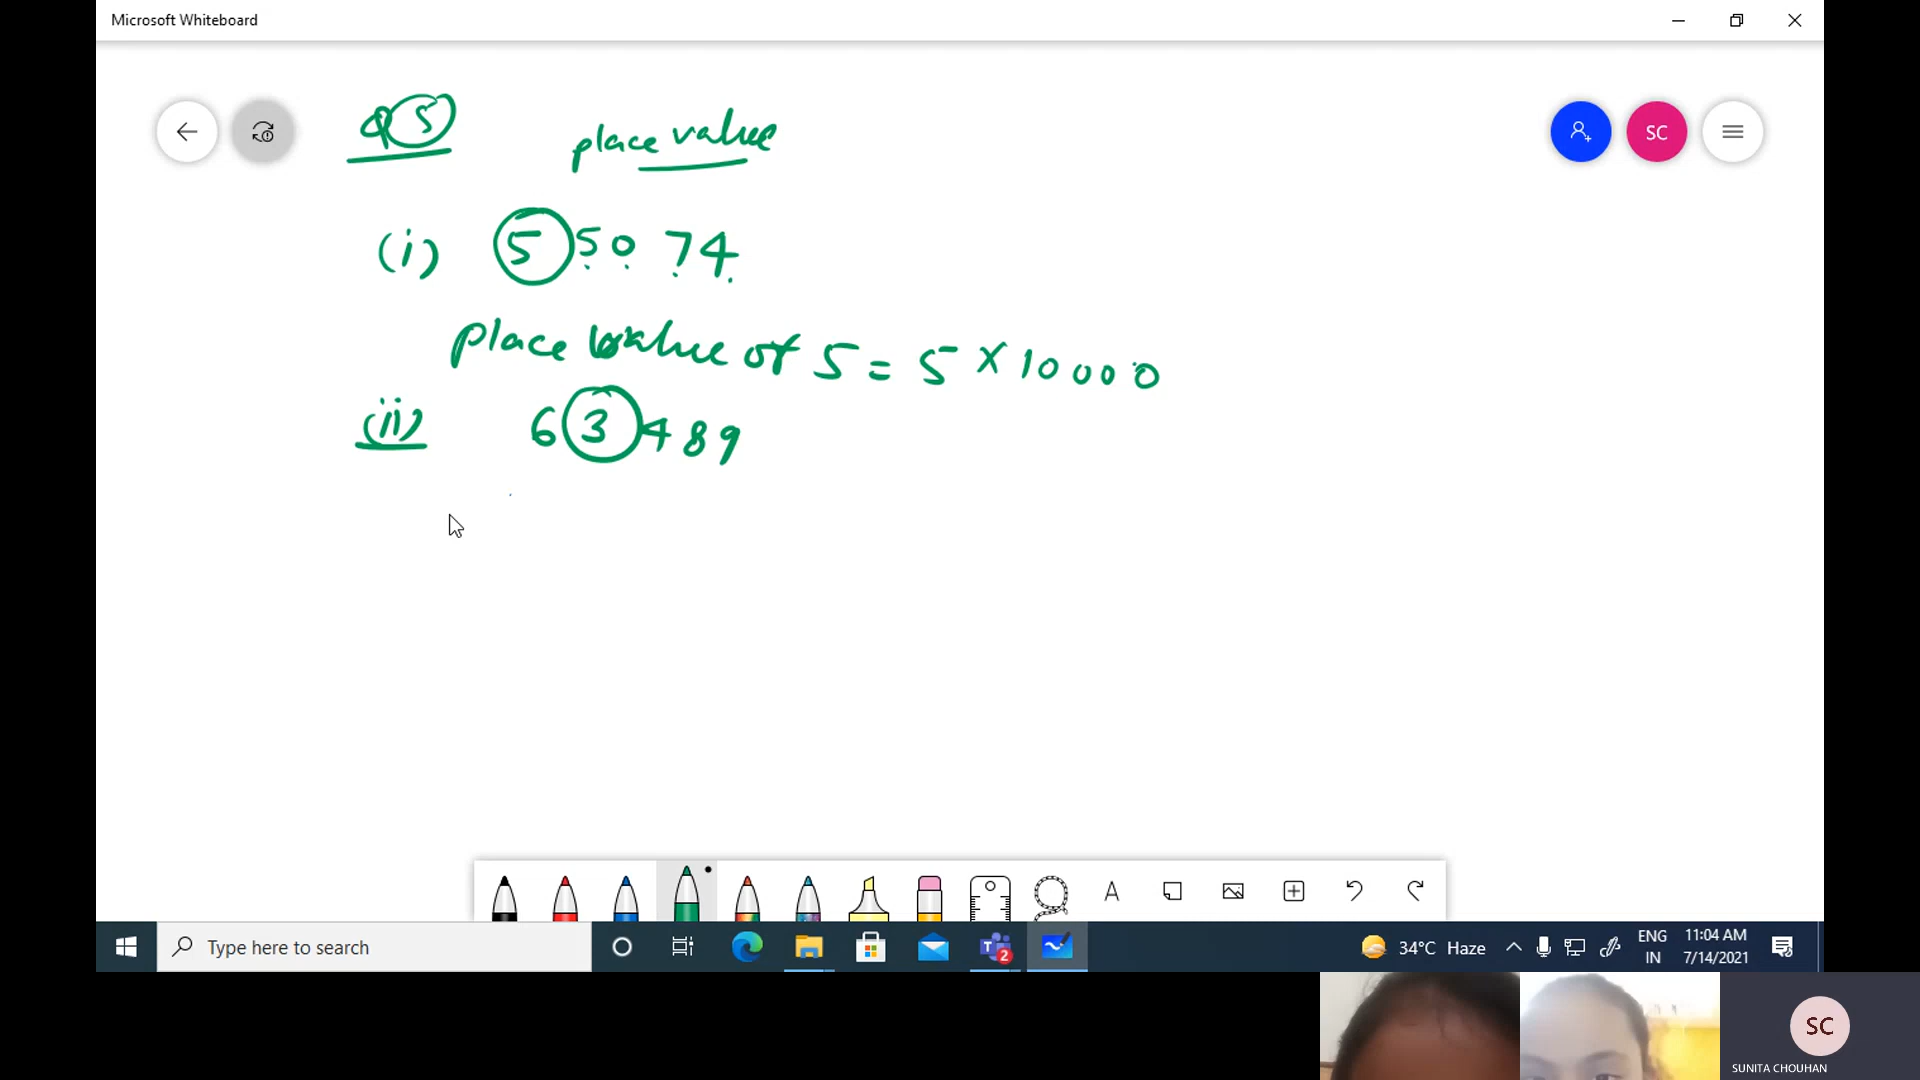 Microsoft Whiteboard
Q5
place value
SC
(i) 55074
place value of 5 = 5 × 10000
(ii) 63489
A
Type here to search
2
34°C Haze
ENG
IN
11:04 AM
7/14/2021
SC
SUNITA CHOUHAN